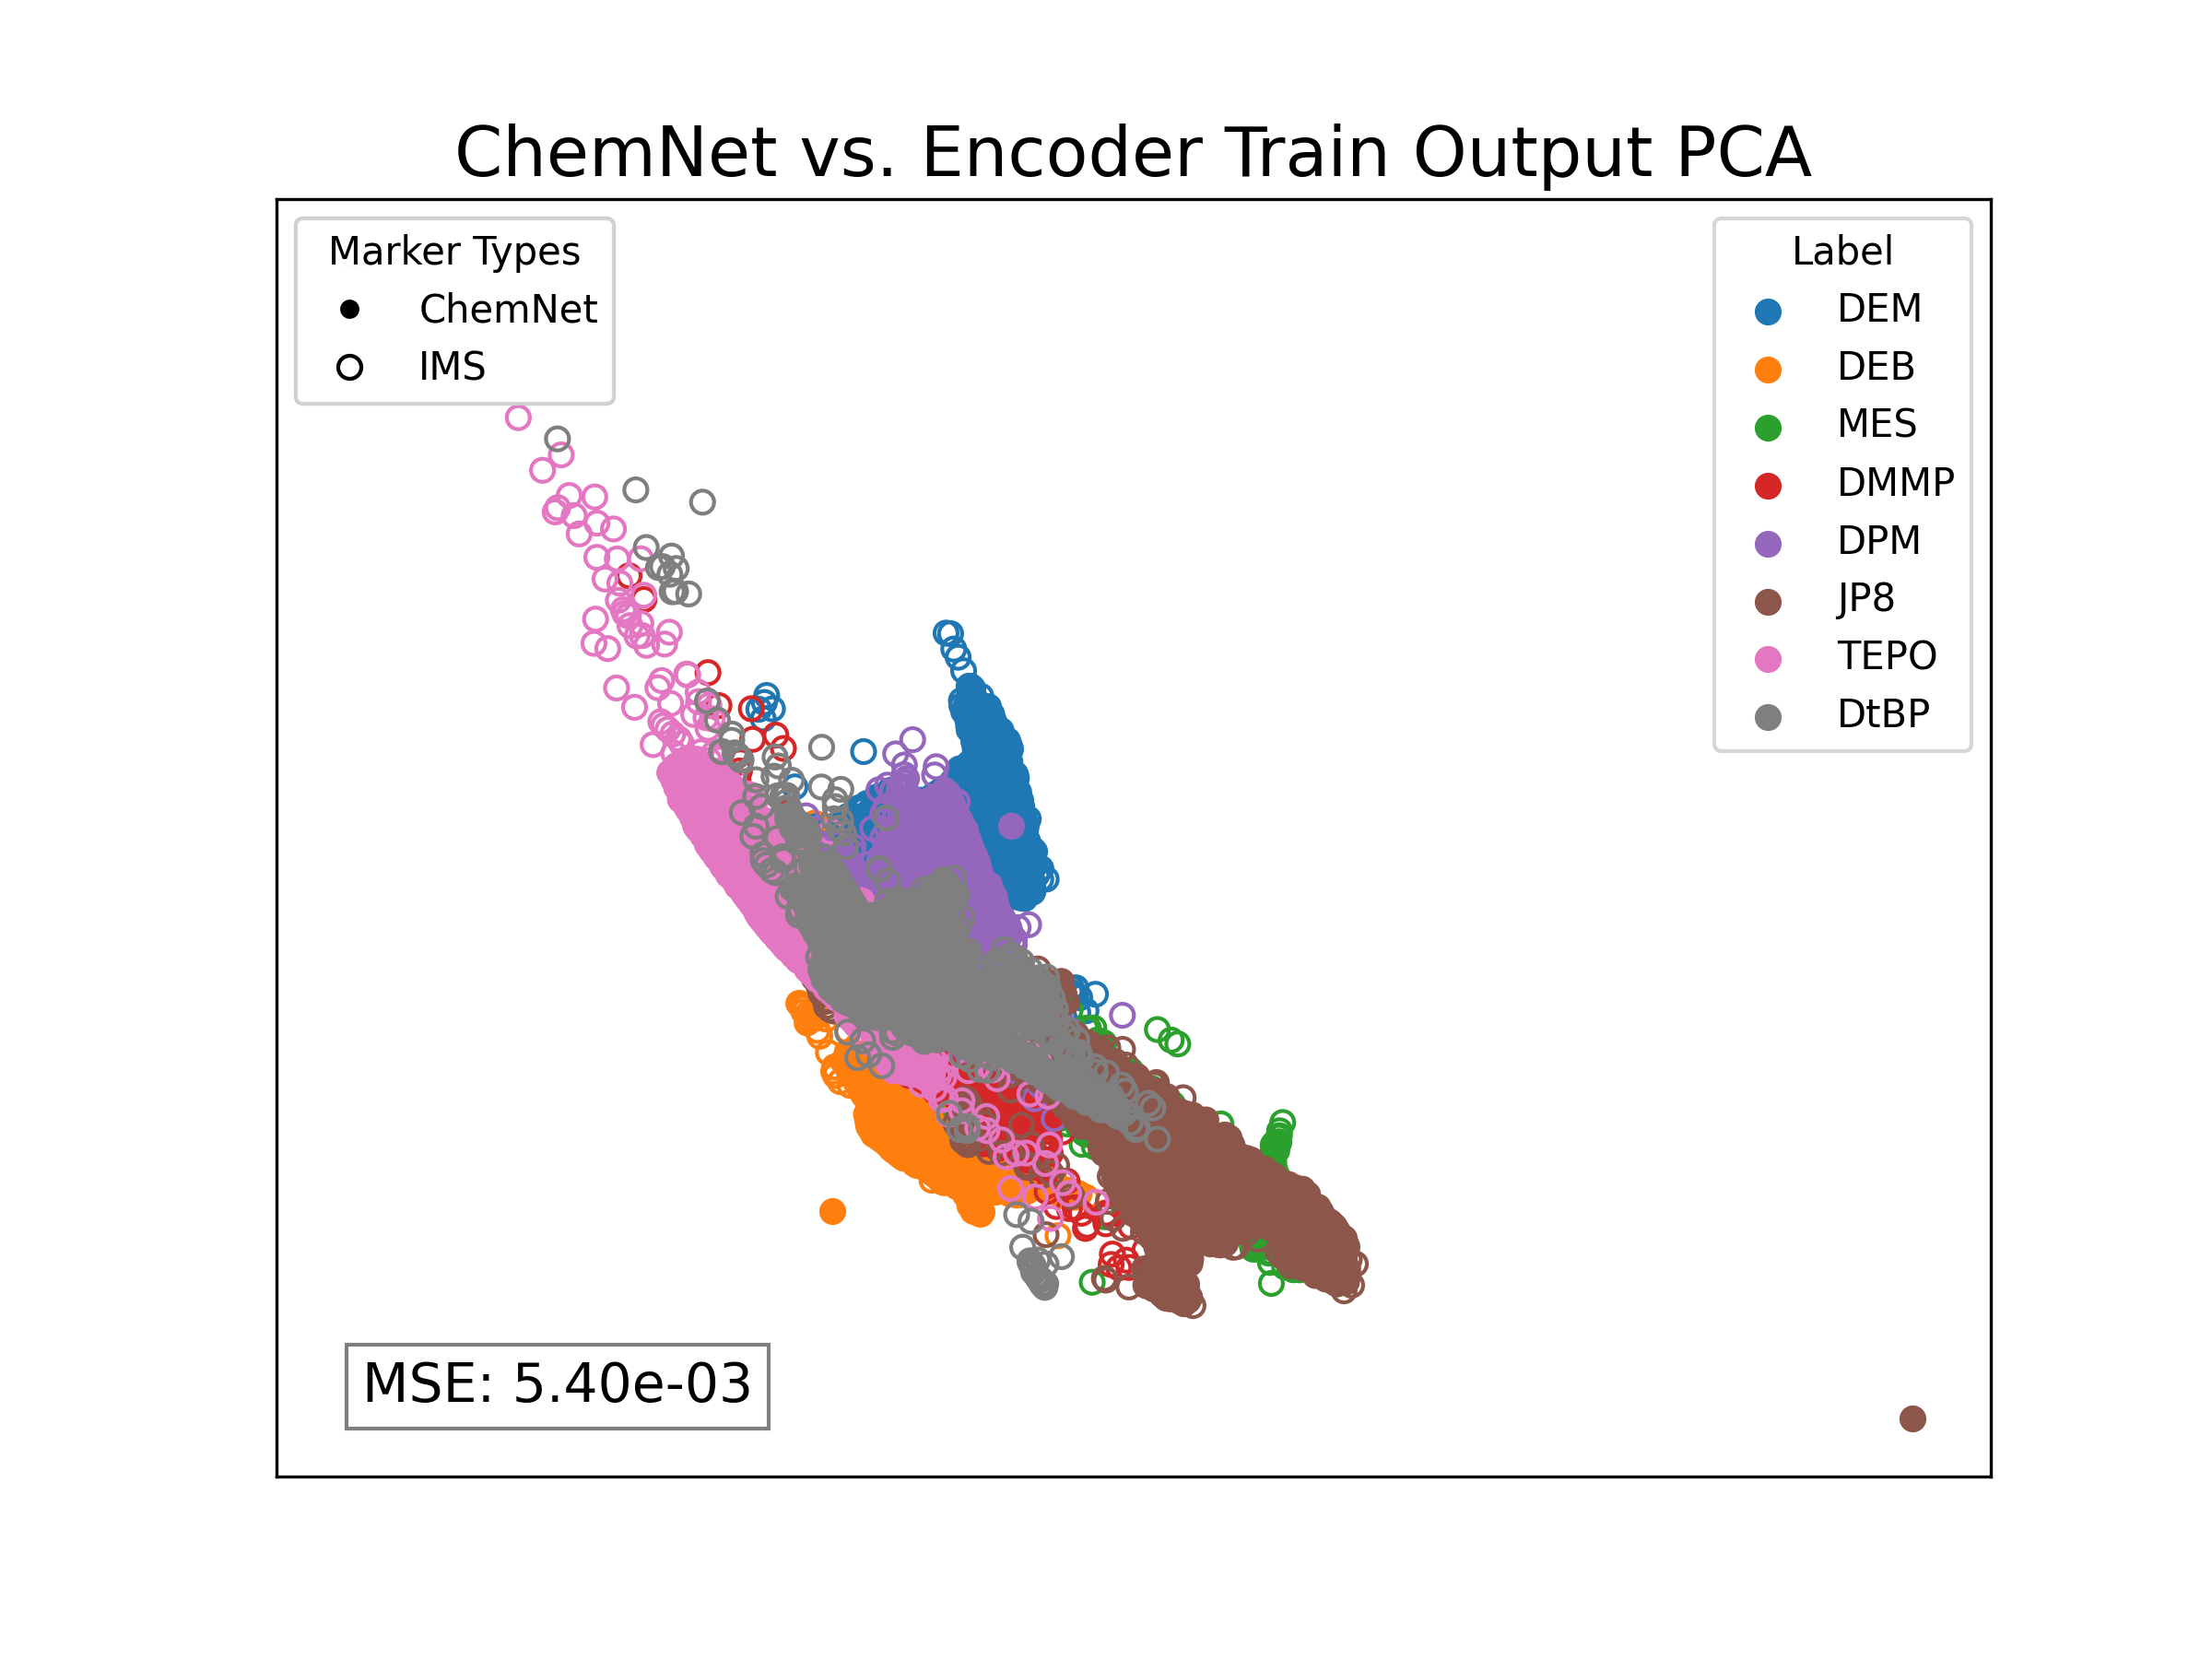 ChemNet vs. Encoder Train Output PCA
Marker Types
ChemNet
IMS
Label
DEM
DEB
MES
DMMP
DPM
JP8
TEPO
DtBP
MSE: 5.40e-03